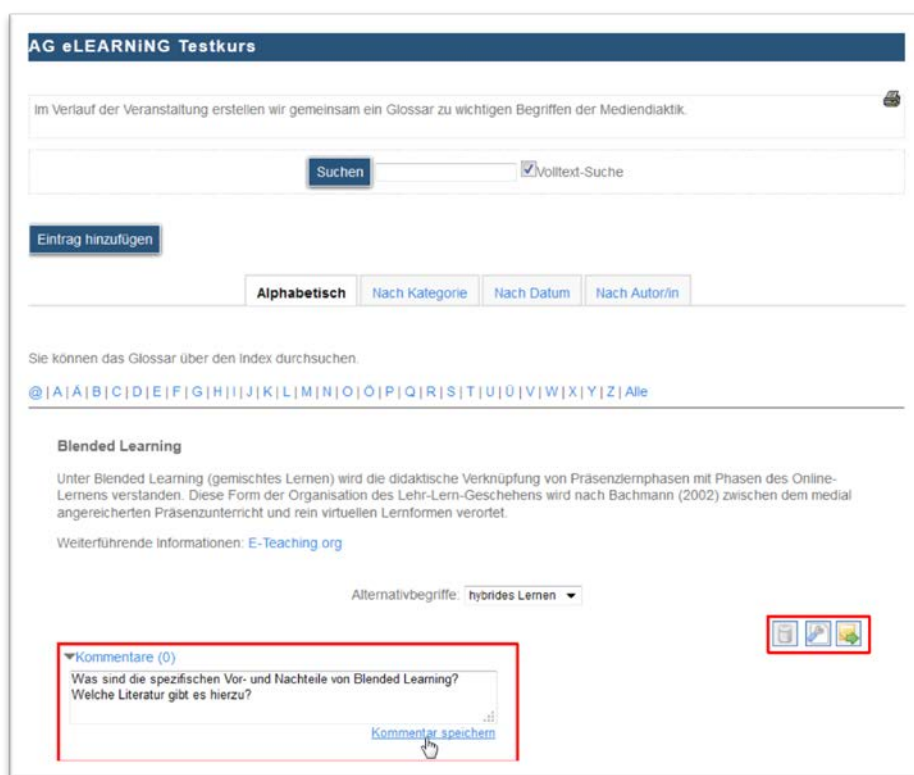 AG eLEARNiNG Testkurs
Im Verlauf der Veranstaltung erstellen wir gemeinsam ein Glossar zu wichtigen Begriffen der Mediendidaktik.
Suchen Volltext-Suche
Eintrag hinzufügen
Alphabetisch Nach Kategorie Nach Datum Nach Autor/in
Sie können das Glossar über den Index durchsuchen.
@ | A | Ä | B | C | D | E | F | G | H | I | J | K | L | M | N | O | Ö | P | Q | R | S | T | U | Ü | V | W | X | Y | Z | Alle
Blended Learning
Unter Blended Learning (gemischtes Lernen) wird die didaktische Verknüpfung von Präsenzlernphasen mit Phasen des Online-
Lernens verstanden. Diese Form der Organisation des Lehr-Lern-Geschehens wird nach Bachmann (2002) zwischen dem medial
angereicherten Präsenzunterricht und rein virtuellen Lernformen verortet.
Weiterführende Informationen: E-Teaching org
Alternativbegriffe: hybrides Lernen
Kommentare (0)
Was sind die spezifischen Vor- und Nachteile von Blended Learning?
Welche Literatur gibt es hierzu?
Kommentar speichern